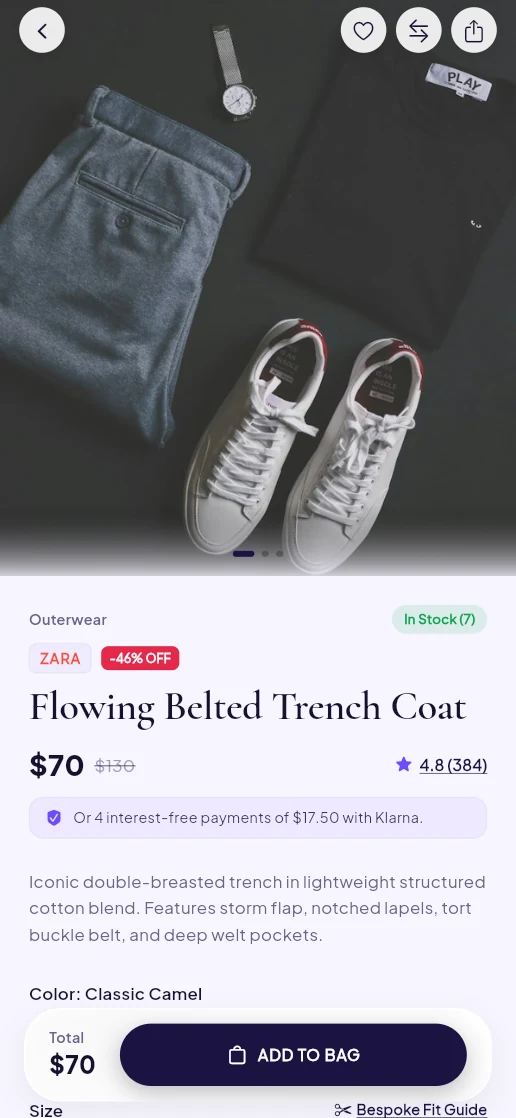 PLAY
Outerwear
In Stock (7)
ZARA
-46% OFF
Flowing Belted Trench Coat
$70 $130
4.8 (384)
Or 4 interest-free payments of $17.50 with Klarna.
Iconic double-breasted trench in lightweight structured
cotton blend. Features storm flap, notched lapels, tort
buckle belt, and deep welt pockets.
Color: Classic Camel
Total
$70
ADD TO BAG
Size
Bespoke Fit Guide